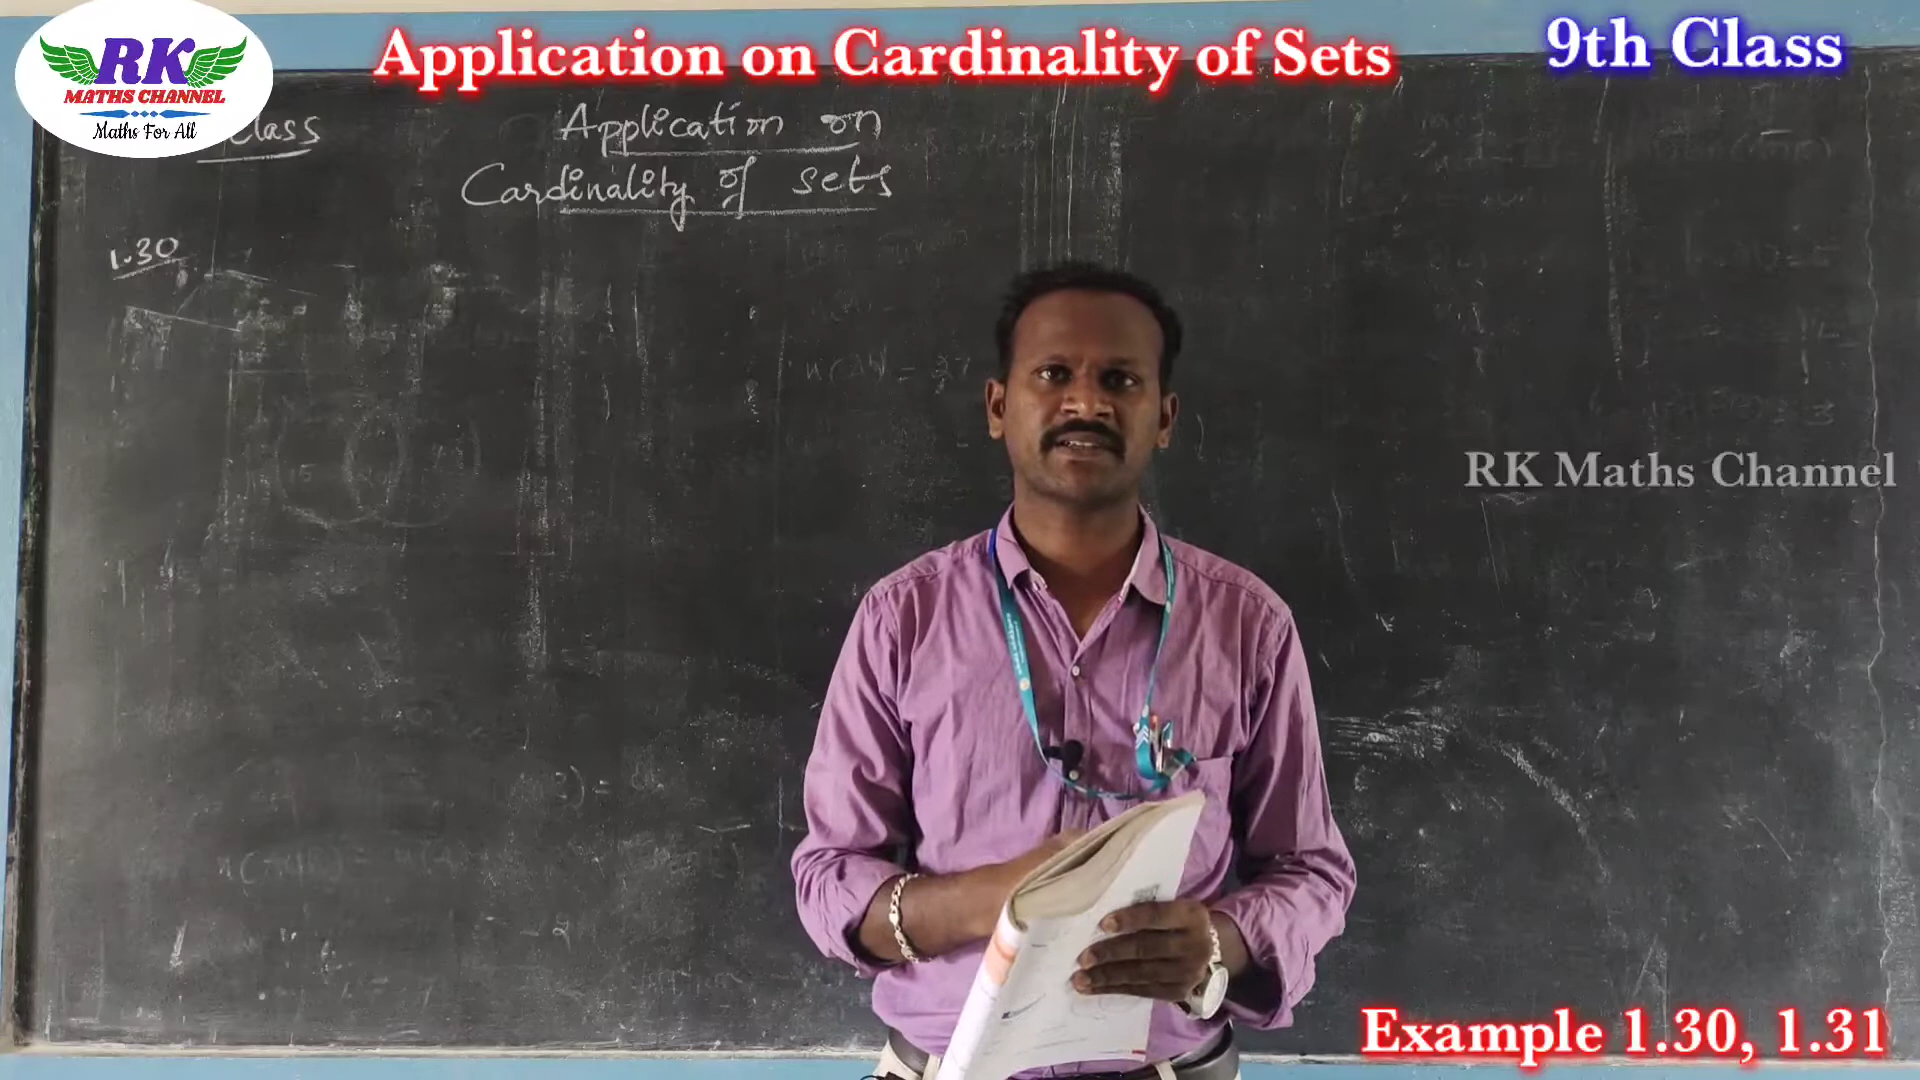 RK
MATHS CHANNEL
Maths For All
Application on Cardinality of Sets
9th Class
class
Application on
Cardinality of sets
1.30
RK Maths Channel
Example 1.30, 1.31